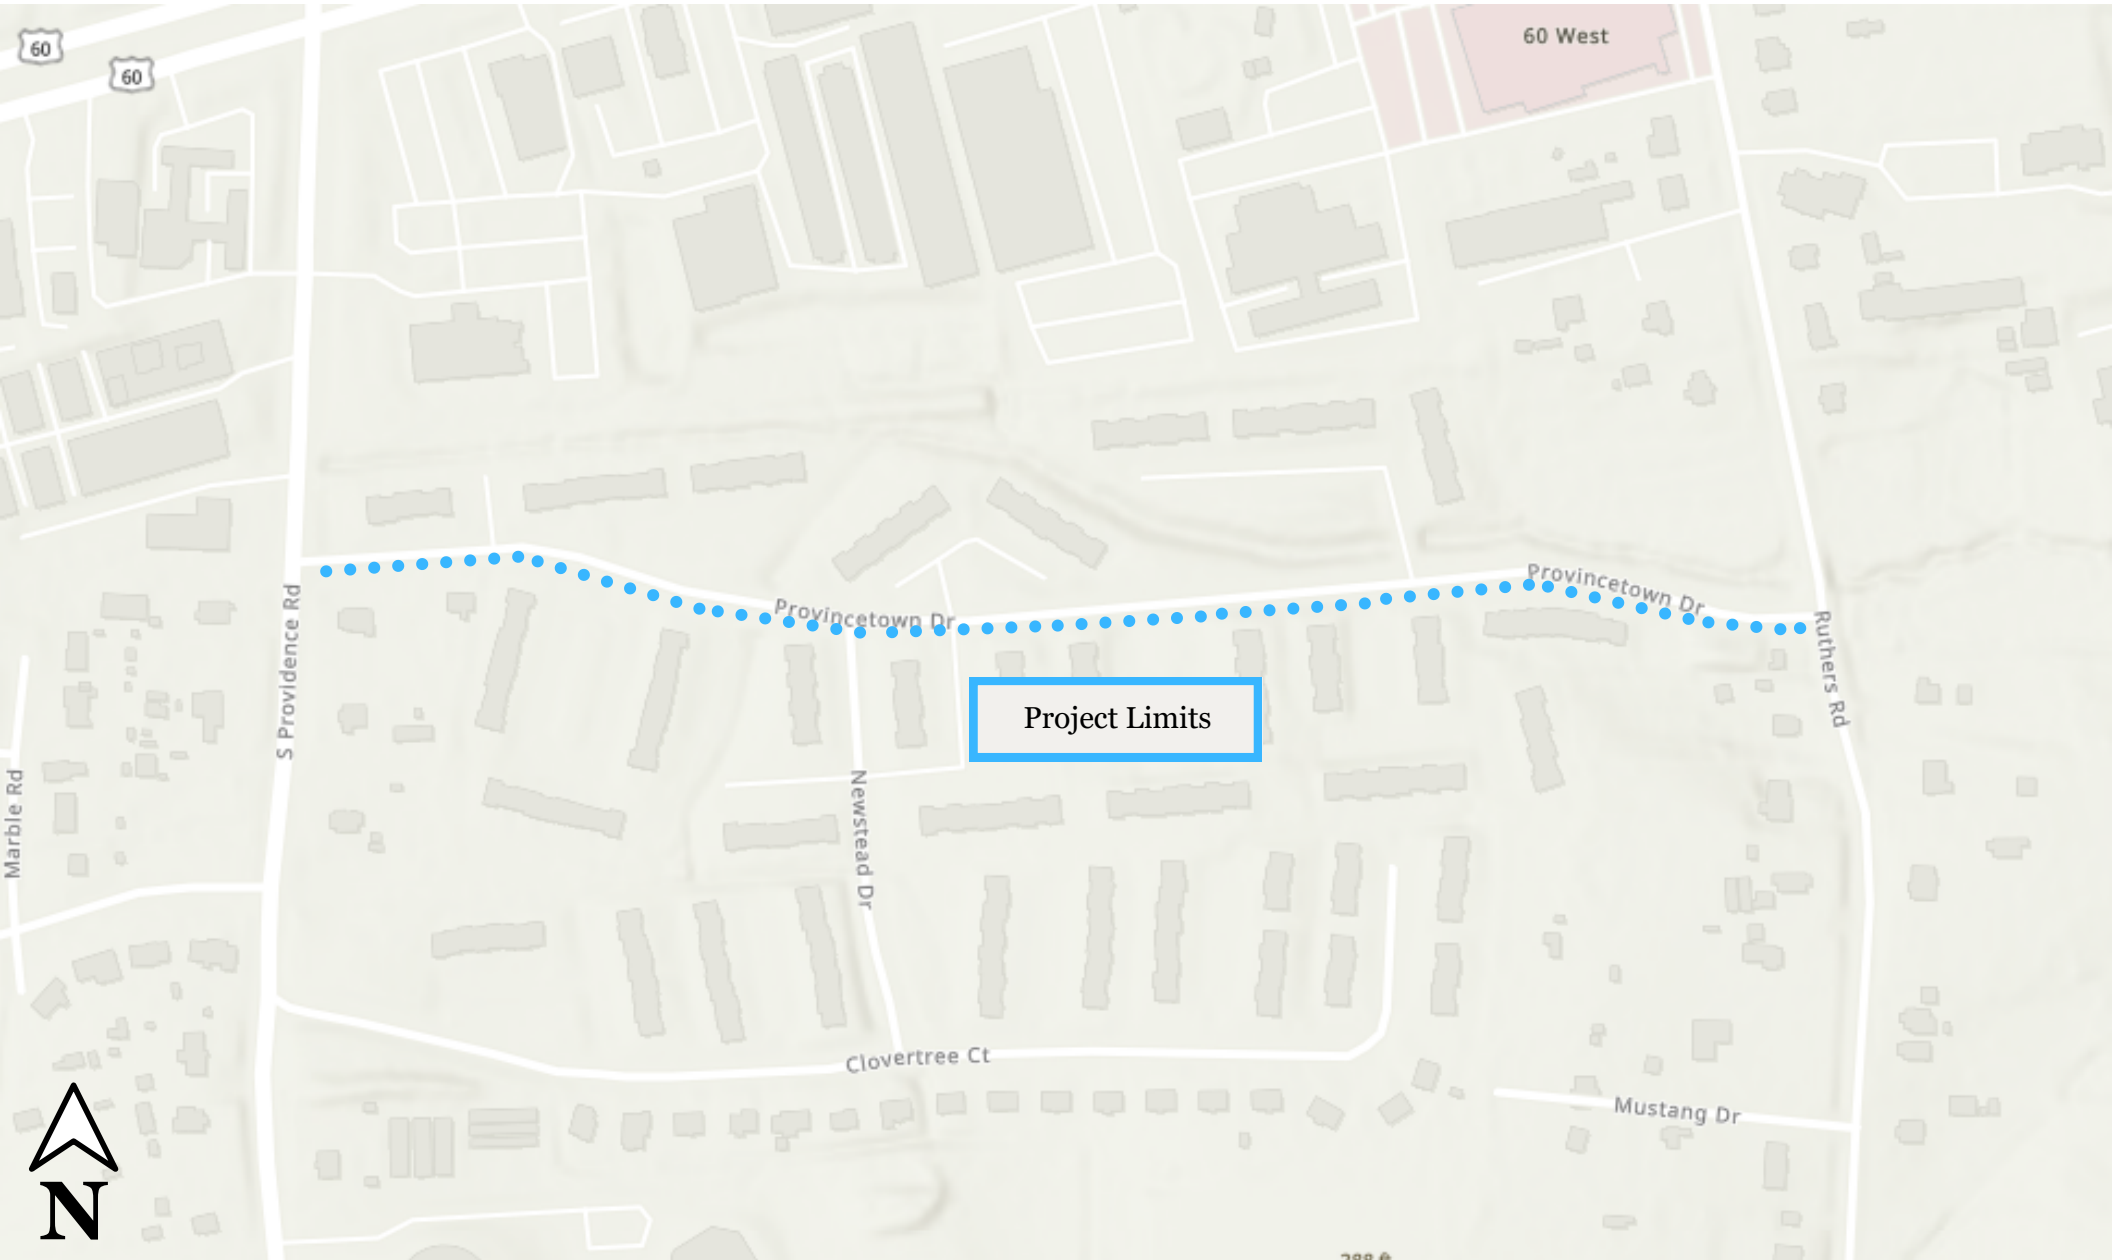 60 West
60
60
Provincetown Dr
Provincetown Dr
S Providence Rd
Ruthers Rd
Project Limits
Marble Rd
Newstead Dr
Clovertree Ct
Mustang Dr
N